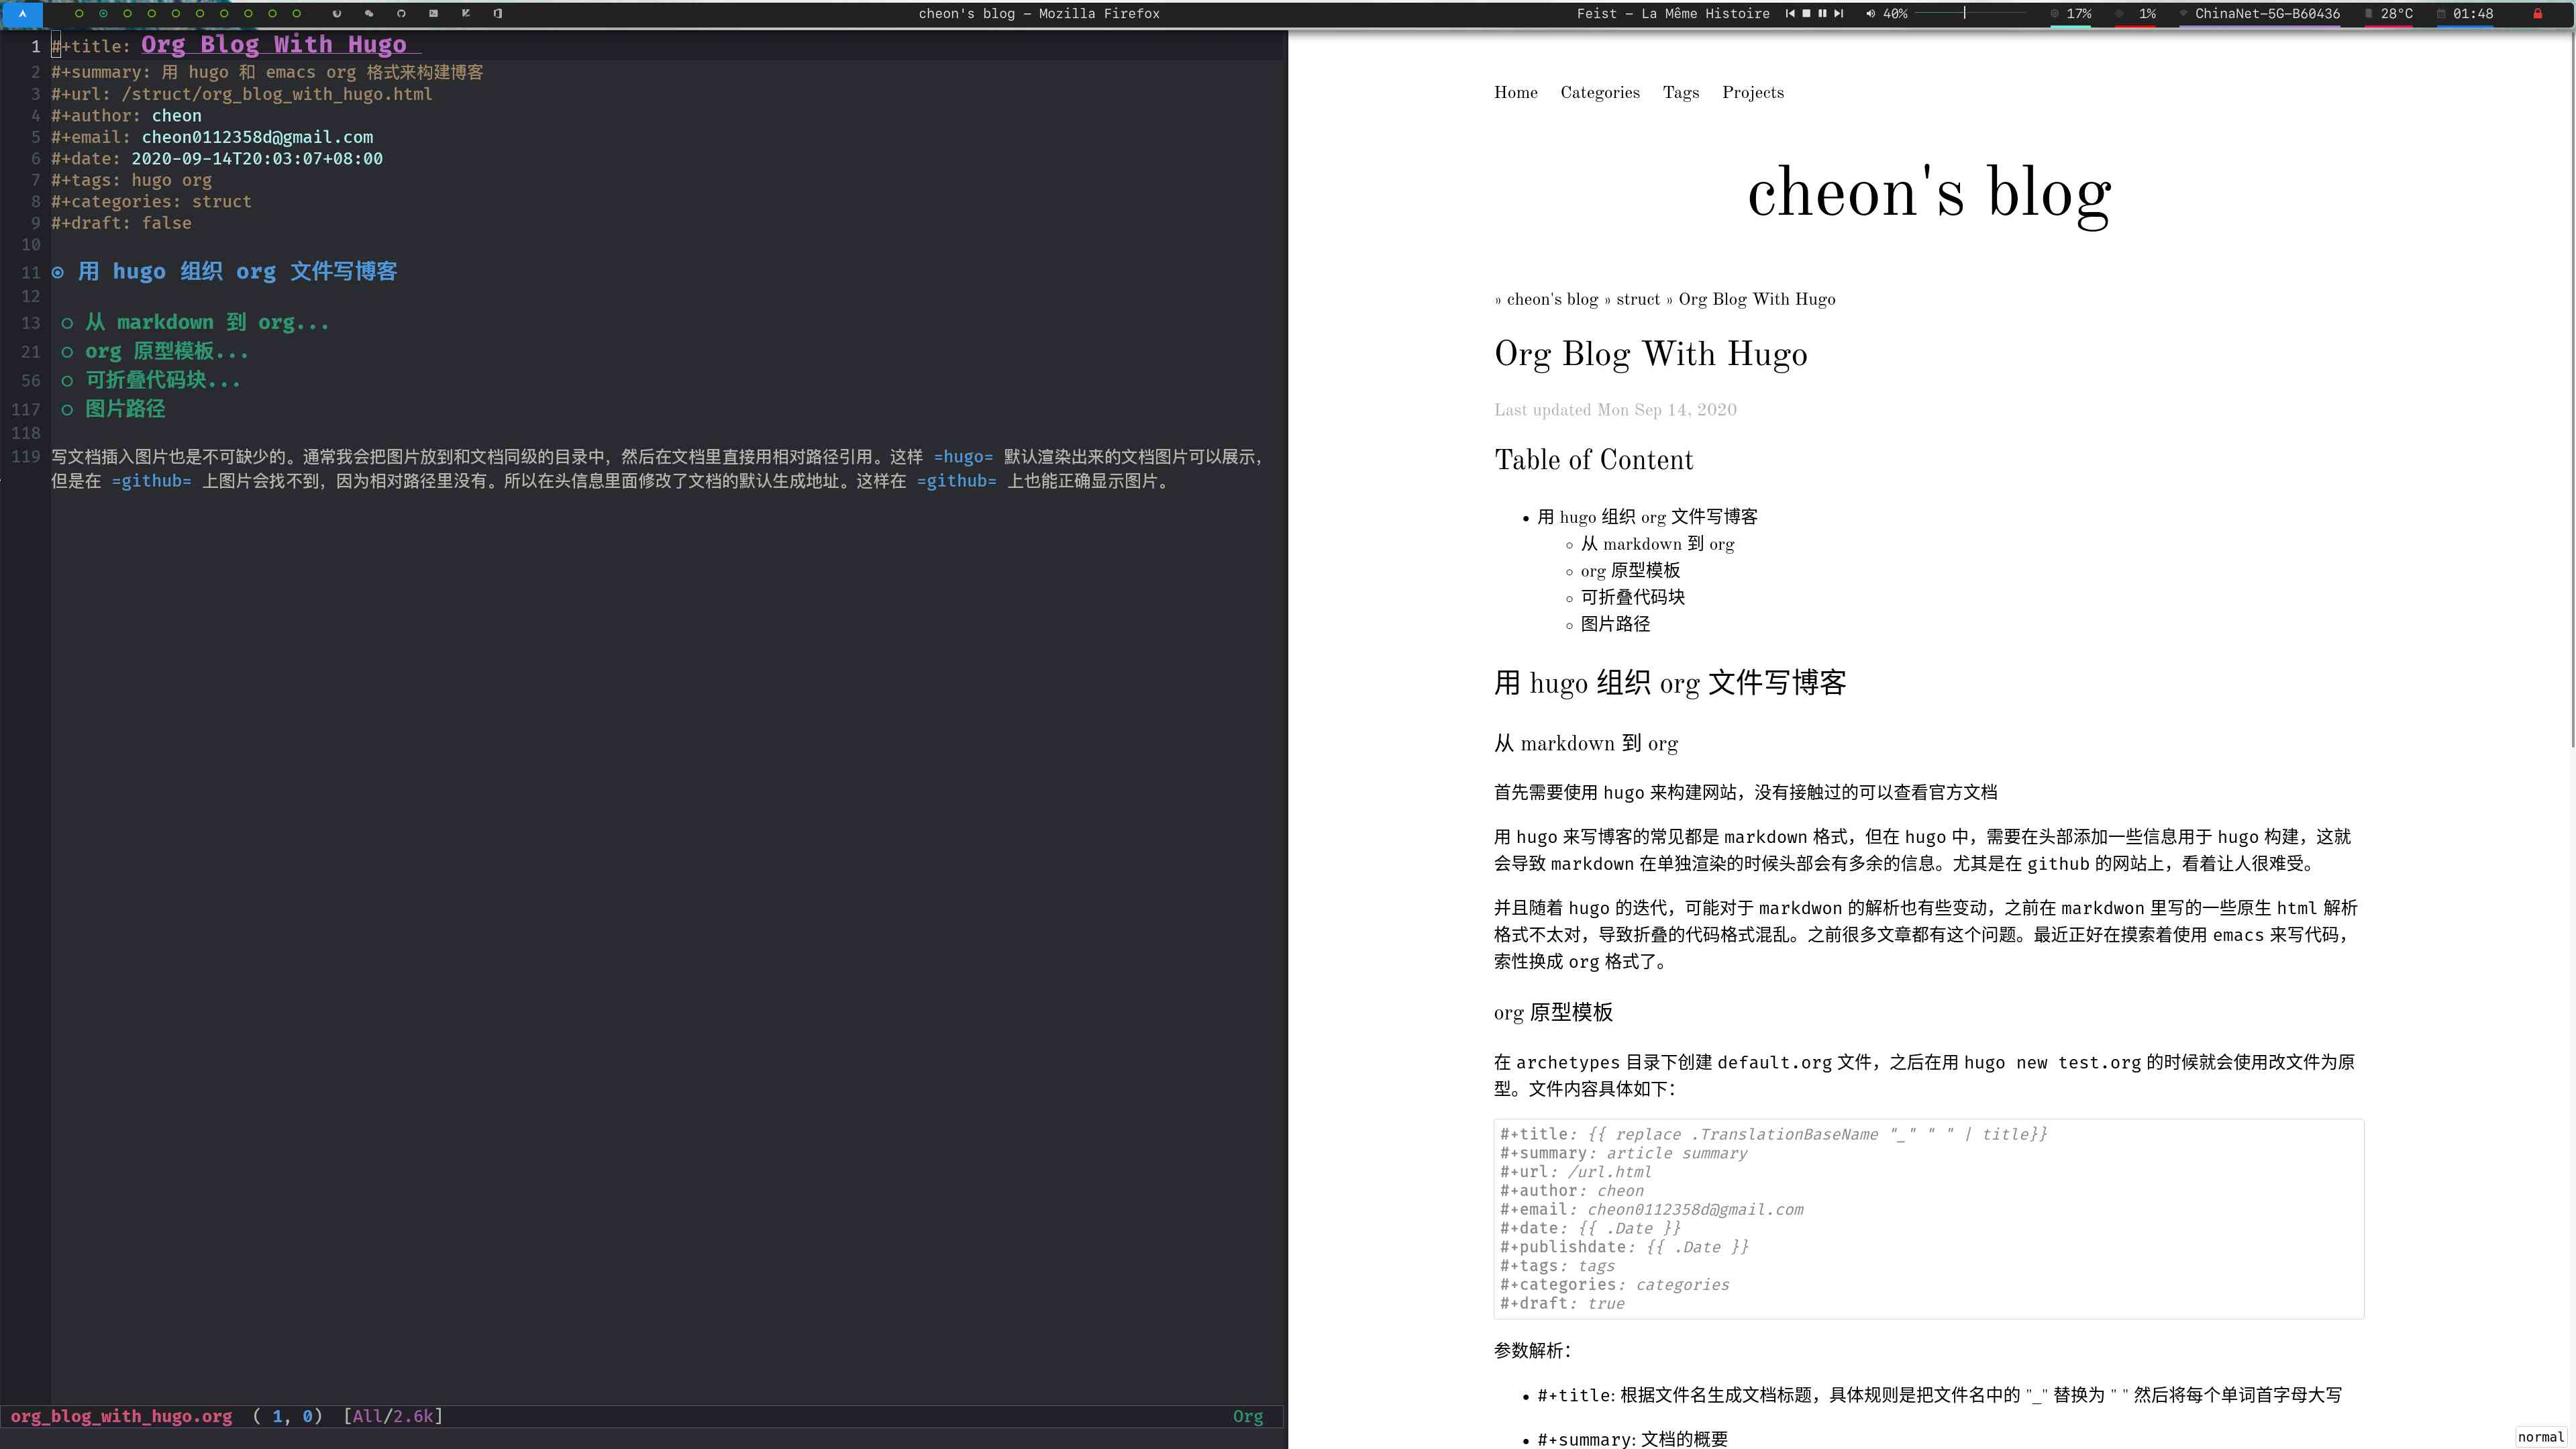 cheon's blog — Mozilla Firefox
Feist - La Même Histoire
40%
17%
1%
ChinaNet-5G-B60436
28°C
01:48
1 #+title: Org Blog With Hugo
2 #+summary: 用 hugo 和 emacs org 格式来构建博客
3 #+url: /struct/org_blog_with_hugo.html
4 #+author: cheon
5 #+email: cheon0112358d@gmail.com
6 #+date: 2020-09-14T20:03:07+08:00
7 #+tags: hugo org
8 #+categories: struct
9 #+draft: false
10
11 用 hugo 组织 org 文件写博客
12
13 从 markdown 到 org...
21 org 原型模板...
56 可折叠代码块...
117 图片路径
118
119 写文档插入图片也是不可缺少的。通常我会把图片放到和文档同级的目录中，然后在文档里直接用相对路径引用。这样 =hugo= 默认渲染出来的文档图片可以展示，
但是在 =github= 上图片会找不到，因为相对路径里没有。所以在头信息里面修改了文档的默认生成地址。这样在 =github= 上也能正确显示图片。
org_blog_with_hugo.org ( 1, 0) [All/2.6k] Org
Home Categories Tags Projects
cheon's blog
» cheon's blog » struct » Org Blog With Hugo
Org Blog With Hugo
Last updated Mon Sep 14, 2020
Table of Content
• 用 hugo 组织 org 文件写博客
◦ 从 markdown 到 org
◦ org 原型模板
◦ 可折叠代码块
◦ 图片路径
用 hugo 组织 org 文件写博客
从 markdown 到 org
首先需要使用 hugo 来构建网站，没有接触过的可以查看官方文档
用 hugo 来写博客的常见都是 markdown 格式，但在 hugo 中，需要在头部添加一些信息用于 hugo 构建，这就
会导致 markdown 在单独渲染的时候头部会有多余的信息。尤其是在 github 的网站上，看着让人很难受。
并且随着 hugo 的迭代，可能对于 markdwon 的解析也有些变动，之前在 markdwon 里写的一些原生 html 解析
格式不太对，导致折叠的代码格式混乱。之前很多文章都有这个问题。最近正好在摸索着使用 emacs 来写代码，
索性换成 org 格式了。
org 原型模板
在 archetypes 目录下创建 default.org 文件，之后在用 hugo new test.org 的时候就会使用改文件为原
型。文件内容具体如下：
#+title: {{ replace .TranslationBaseName "_" " " | title}}
#+summary: article summary
#+url: /url.html
#+author: cheon
#+email: cheon0112358d@gmail.com
#+date: {{ .Date }}
#+publishdate: {{ .Date }}
#+tags: tags
#+categories: categories
#+draft: true
参数解析：
• #+title: 根据文件名生成文档标题，具体规则是把文件名中的 "_" 替换为 " " 然后将每个单词首字母大写
• #+summary: 文档的概要
normal